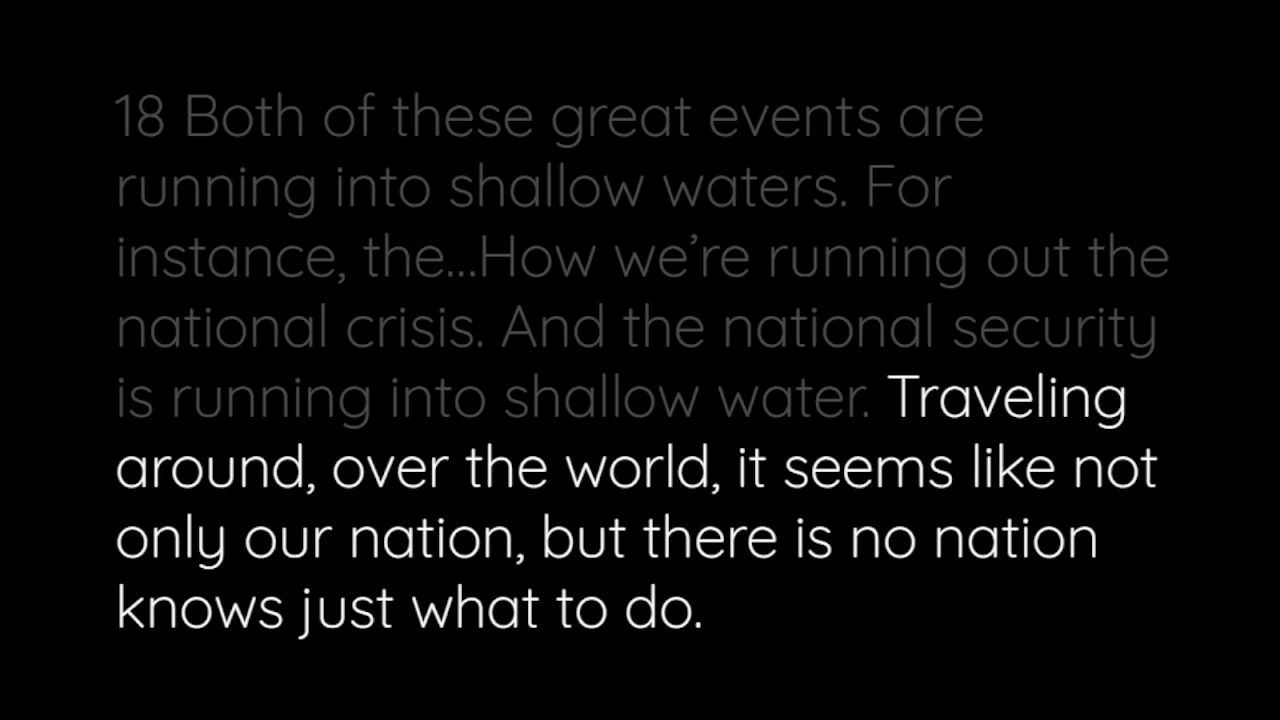 18 Both of these great events are
running into shallow waters. For
instance, the...How we’re running out the
national crisis. And the national security
is running into shallow water. Traveling
around, over the world, it seems like not
only our nation, but there is no nation
knows just what to do.